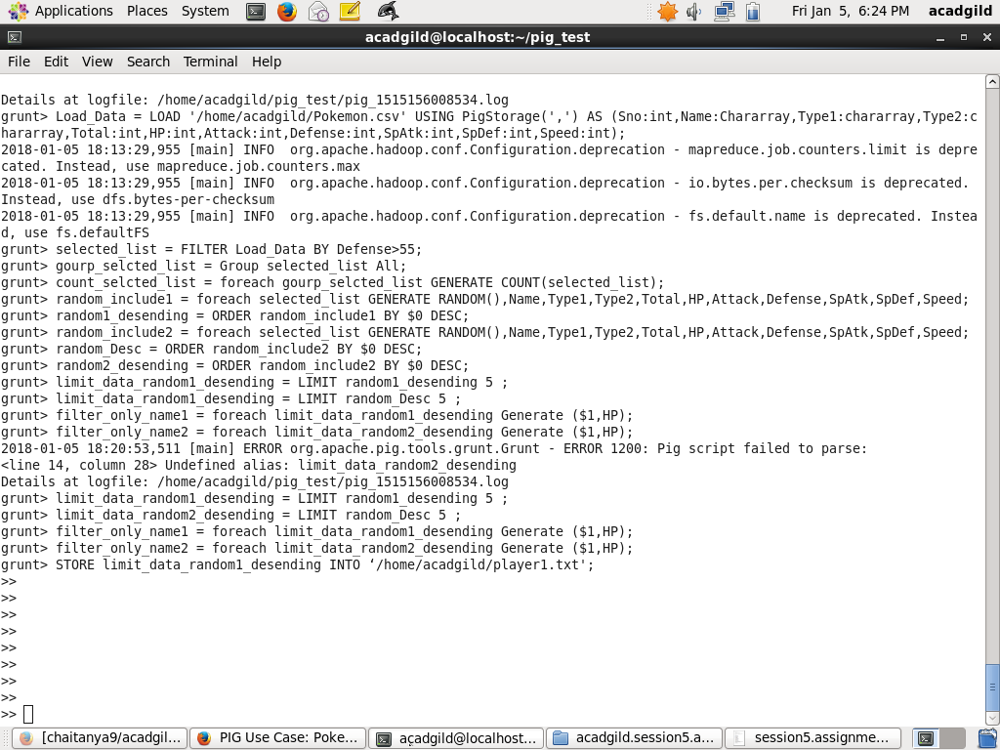 Applications Places System Fri Jan 5, 6:24 PM acadgild
acadgild@localhost:~/pig_test
File Edit View Search Terminal Help
Details at logfile: /home/acadgild/pig_test/pig_1515156008534.log
grunt> Load_Data = LOAD '/home/acadgild/Pokemon.csv' USING PigStorage(',') AS (Sno:int,Name:Chararray,Type1:chararray,Type2:c
hararray,Total:int,HP:int,Attack:int,Defense:int,SpAtk:int,SpDef:int,Speed:int);
2018-01-05 18:13:29,955 [main] INFO  org.apache.hadoop.conf.Configuration.deprecation - mapreduce.job.counters.limit is depre
cated. Instead, use mapreduce.job.counters.max
2018-01-05 18:13:29,955 [main] INFO  org.apache.hadoop.conf.Configuration.deprecation - io.bytes.per.checksum is deprecated.
Instead, use dfs.bytes-per-checksum
2018-01-05 18:13:29,955 [main] INFO  org.apache.hadoop.conf.Configuration.deprecation - fs.default.name is deprecated. Instea
d, use fs.defaultFS
grunt> selected_list = FILTER Load_Data BY Defense>55;
grunt> gourp_selcted_list = Group selected_list All;
grunt> count_selcted_list = foreach gourp_selcted_list GENERATE COUNT(selected_list);
grunt> random_include1 = foreach selected_list GENERATE RANDOM(),Name,Type1,Type2,Total,HP,Attack,Defense,SpAtk,SpDef,Speed;
grunt> random1_desending = ORDER random_include1 BY $0 DESC;
grunt> random_include2 = foreach selected_list GENERATE RANDOM(),Name,Type1,Type2,Total,HP,Attack,Defense,SpAtk,SpDef,Speed;
grunt> random_Desc = ORDER random_include2 BY $0 DESC;
grunt> random2_desending = ORDER random_include2 BY $0 DESC;
grunt> limit_data_random1_desending = LIMIT random1_desending 5 ;
grunt> limit_data_random1_desending = LIMIT random_Desc 5 ;
grunt> filter_only_name1 = foreach limit_data_random1_desending Generate ($1,HP);
grunt> filter_only_name2 = foreach limit_data_random2_desending Generate ($1,HP);
2018-01-05 18:20:53,511 [main] ERROR org.apache.pig.tools.grunt.Grunt - ERROR 1200: Pig script failed to parse:
<line 14, column 28> Undefined alias: limit_data_random2_desending
Details at logfile: /home/acadgild/pig_test/pig_1515156008534.log
grunt> limit_data_random1_desending = LIMIT random1_desending 5 ;
grunt> limit_data_random2_desending = LIMIT random_Desc 5 ;
grunt> filter_only_name1 = foreach limit_data_random1_desending Generate ($1,HP);
grunt> filter_only_name2 = foreach limit_data_random2_desending Generate ($1,HP);
grunt> STORE limit_data_random1_desending INTO ‘/home/acadgild/player1.txt';
>>
>>
>>
>>
>>
>>
>>
>>
>>
[chaitanya9/acadgil... PIG Use Case: Poke... acadgild@localhost:... acadgild.session5.a... session5.assignme...